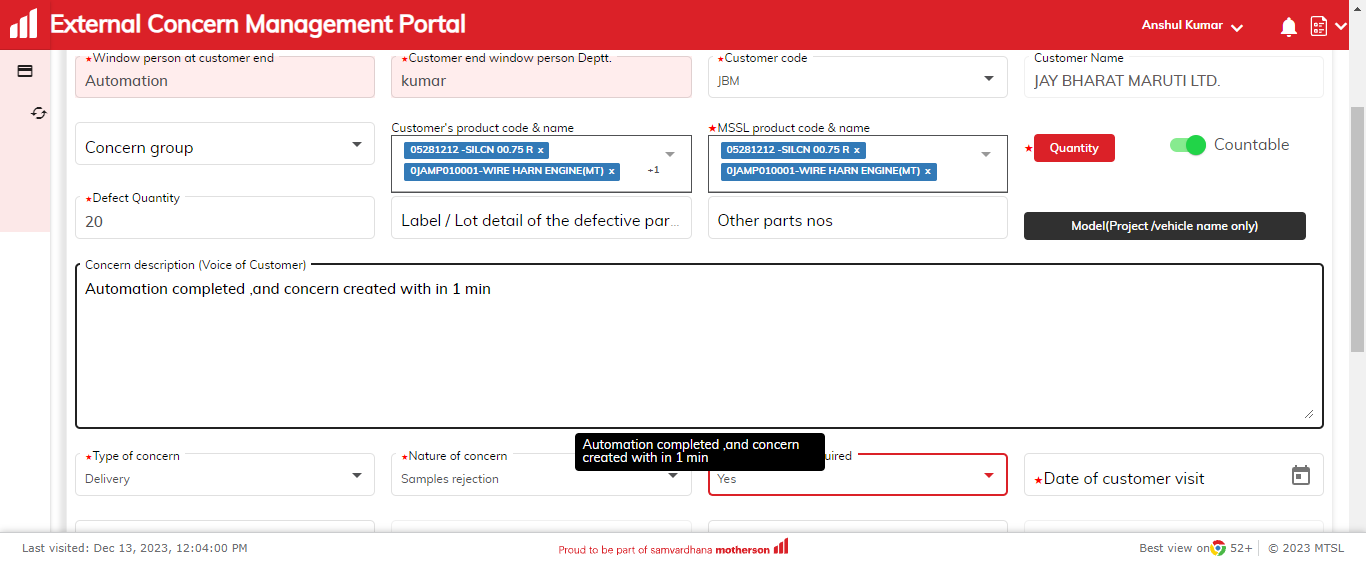 External Concern Management Portal
Anshul Kumar
*Window person at customer end
Automation
*Customer end window person Deptt.
kumar
*Customer code
JBM
Customer Name
JAY BHARAT MARUTI LTD.
Concern group
Customer's product code & name
05281212 -SILCN 00.75 R x
0JAMP010001-WIRE HARN ENGINE(MT) x
+1
*MSSL product code & name
05281212 -SILCN 00.75 R x
0JAMP010001-WIRE HARN ENGINE(MT) x
* Quantity
Countable
*Defect Quantity
20
Label / Lot detail of the defective par...
Other parts nos
Model(Project /vehicle name only)
Concern description (Voice of Customer)
Automation completed ,and concern created with in 1 min
Automation completed ,and concern
created with in 1 min
*Type of concern
Delivery
*Nature of concern
Samples rejection
uired
Yes
*Date of customer visit
Last visited: Dec 13, 2023, 12:04:00 PM
Proud to be part of samvardhana motherson
Best view on 52+
© 2023 MTSL